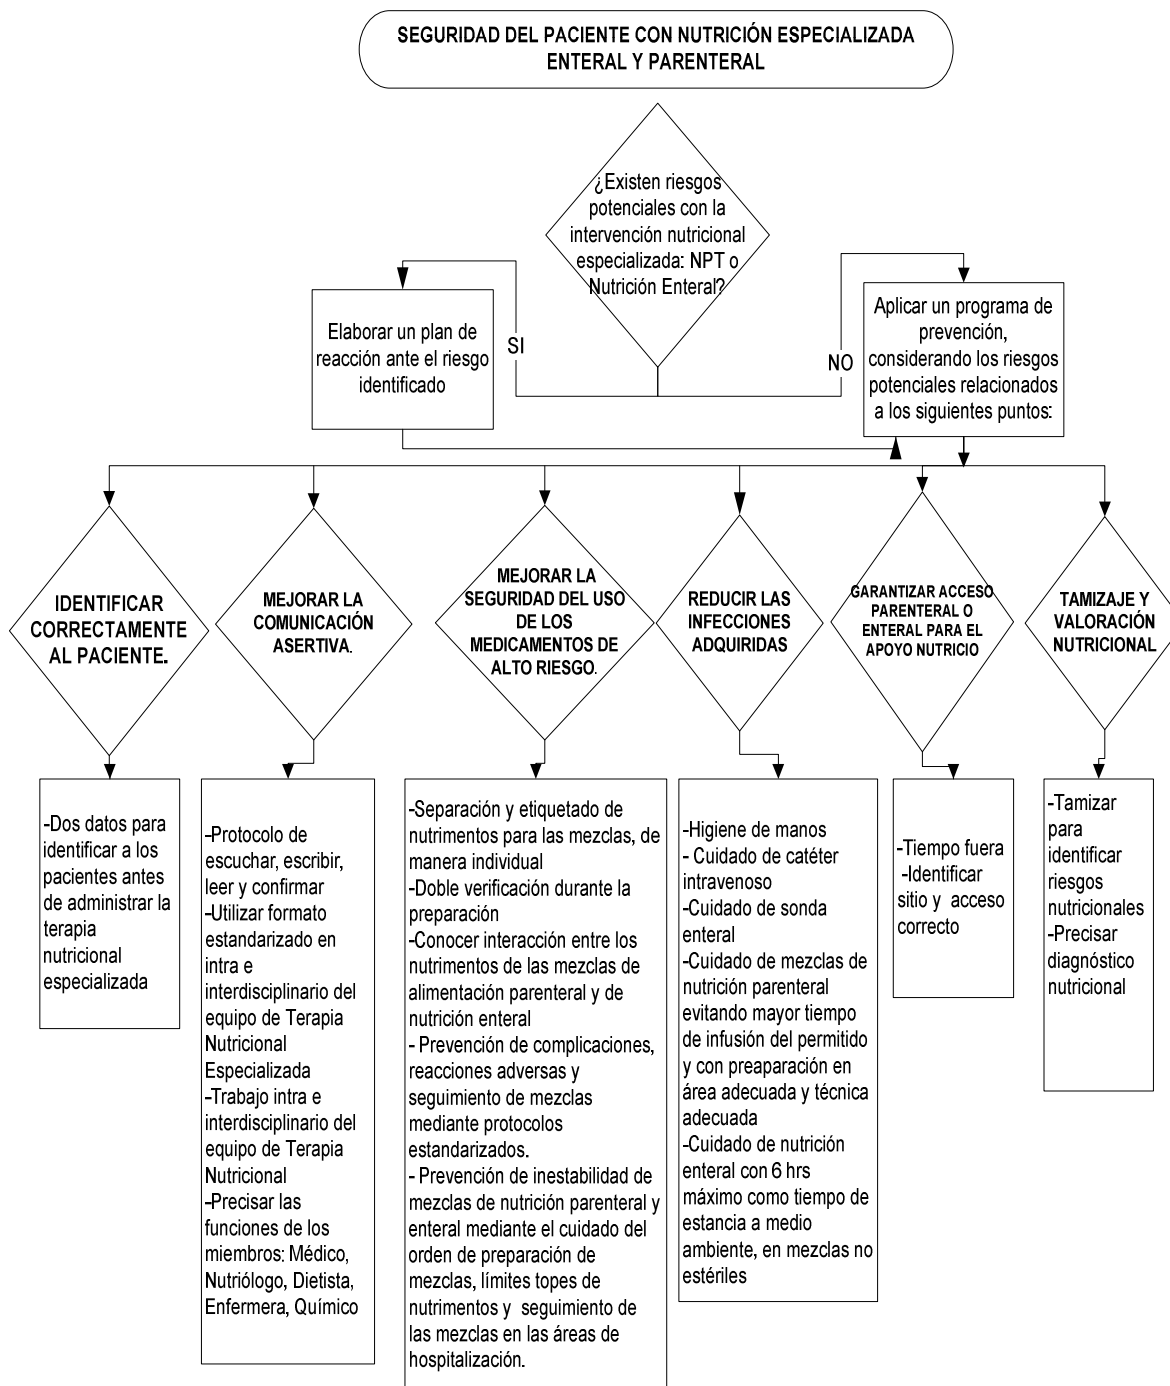 SEGURIDAD DEL PACIENTE CON NUTRICIÓN ESPECIALIZADA
ENTERAL Y PARENTERAL
¿Existen riesgos
potenciales con la
intervención nutricional
especializada: NPT o
Nutrición Enteral?
Elaborar un plan de
reacción ante el riesgo
identificado
SI
NO
Aplicar un programa de
prevención,
considerando los riesgos
potenciales relacionados
a los siguientes puntos:
IDENTIFICAR
CORRECTAMENTE
AL PACIENTE.
MEJORAR LA
COMUNICACIÓN
ASERTIVA.
MEJORAR LA
SEGURIDAD DEL USO
DE LOS
MEDICAMENTOS DE
ALTO RIESGO.
REDUCIR LAS
INFECCIONES
ADQUIRIDAS
GARANTIZAR ACCESO
PARENTERAL O
ENTERAL PARA EL
APOYO NUTRICIO
TAMIZAJE Y
VALORACIÓN
NUTRICIONAL
-Dos datos para
identificar a los
pacientes antes
de administrar la
terapia
nutricional
especializada
-Protocolo de
escuchar, escribir,
leer y confirmar
-Utilizar formato
estandarizado en
intra e
interdisciplinario del
equipo de Terapia
Nutricional
Especializada
-Trabajo intra e
interdisciplinario del
equipo de Terapia
Nutricional
-Precisar las
funciones de los
miembros: Médico,
Nutriólogo, Dietista,
Enfermera, Químico
-Separación y etiquetado de
nutrimentos para las mezclas, de
manera individual
-Doble verificación durante la
preparación
-Conocer interacción entre los
nutrimentos de las mezclas de
alimentación parenteral y de
nutrición enteral
- Prevención de complicaciones,
reacciones adversas y
seguimiento de mezclas
mediante protocolos
estandarizados.
- Prevención de inestabilidad de
mezclas de nutrición parenteral y
enteral mediante el cuidado del
orden de preparación de
mezclas, límites topes de
nutrimentos y seguimiento de
las mezclas en las áreas de
hospitalización.
-Higiene de manos
- Cuidado de catéter
intravenoso
-Cuidado de sonda
enteral
-Cuidado de mezclas de
nutrición parenteral
evitando mayor tiempo
de infusión del permitido
y con preaparación en
área adecuada y técnica
adecuada
-Cuidado de nutrición
enteral con 6 hrs
máximo como tiempo de
estancia a medio
ambiente, en mezclas no
estériles
-Tiempo fuera
-Identificar
sitio y acceso
correcto
-Tamizar
para
identificar
riesgos
nutricionales
-Precisar
diagnóstico
nutricional